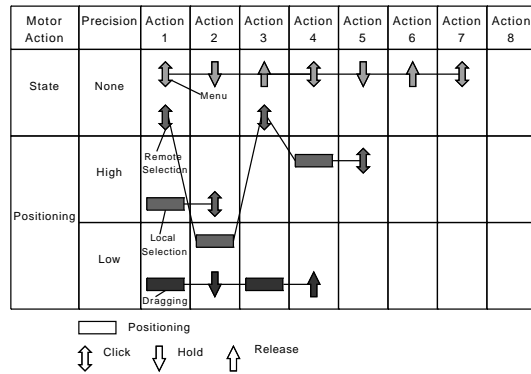 Motor Action Precision Action 1 Action 2 Action 3 Action 4 Action 5 Action 6 Action 7 Action 8
State None
Menu
Remote Selection
High
Positioning
Local Selection
Low
Dragging
Positioning
Click Hold Release